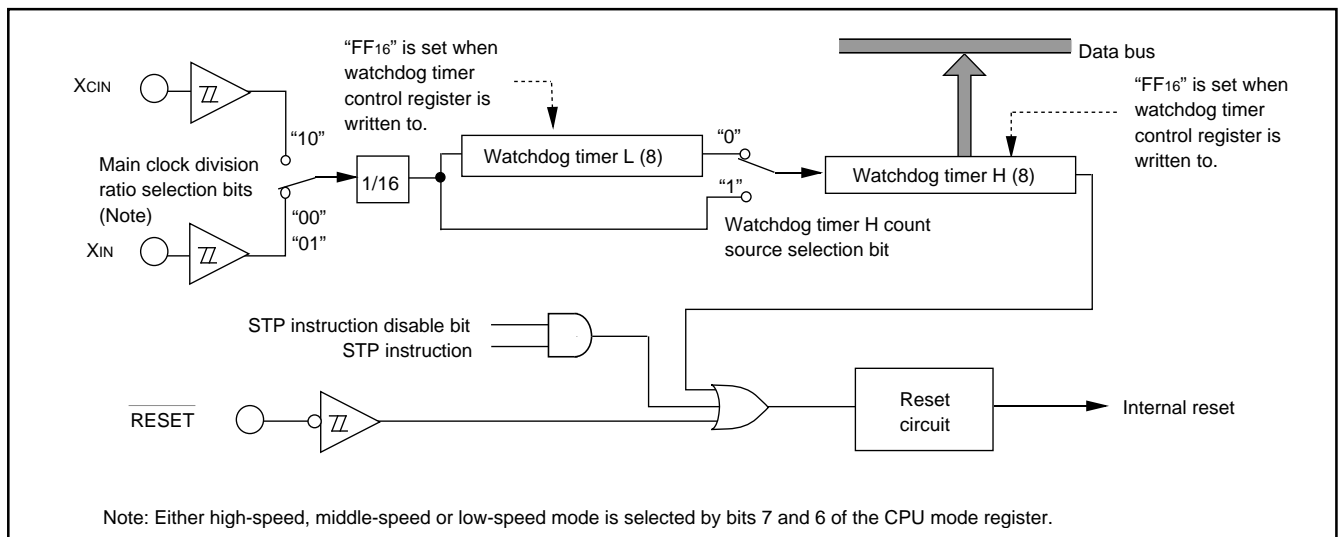 “FF16” is set when
watchdog timer
control register is
written to.
Data bus
“FF16” is set when
watchdog timer
control register is
written to.
XCIN
“10”
Main clock division
ratio selection bits
(Note)
“00”
“01”
XIN
1/16
Watchdog timer L (8)
“0”
“1”
Watchdog timer H count
source selection bit
Watchdog timer H (8)
STP instruction disable bit
STP instruction
RESET
Reset
circuit
Internal reset
Note: Either high-speed, middle-speed or low-speed mode is selected by bits 7 and 6 of the CPU mode register.